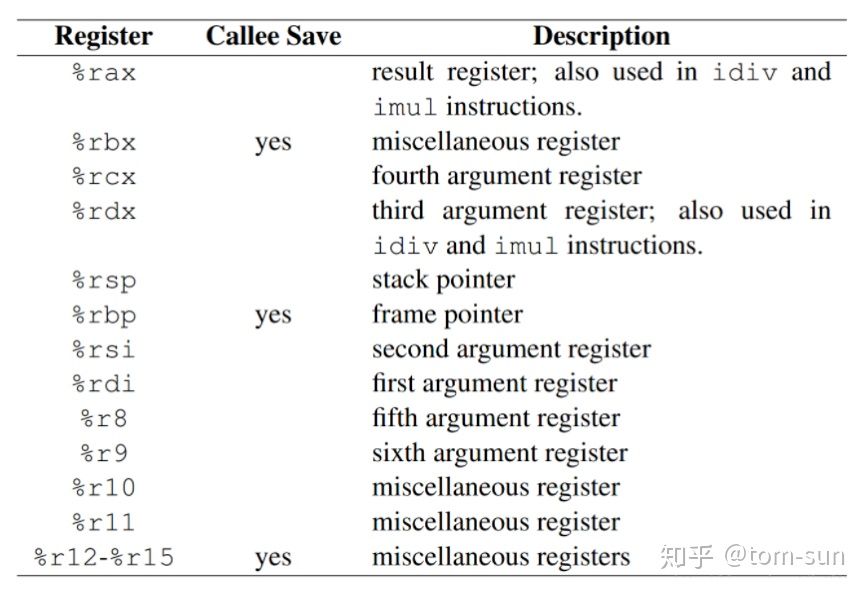 Register Callee Save Description
%rax result register; also used in idiv and
imul instructions.
%rbx yes miscellaneous register
%rcx fourth argument register
%rdx third argument register; also used in
idiv and imul instructions.
%rsp stack pointer
%rbp yes frame pointer
%rsi second argument register
%rdi first argument register
%r8 fifth argument register
%r9 sixth argument register
%r10 miscellaneous register
%r11 miscellaneous register
%r12-%r15 yes miscellaneous registers
知乎 @tom-sun